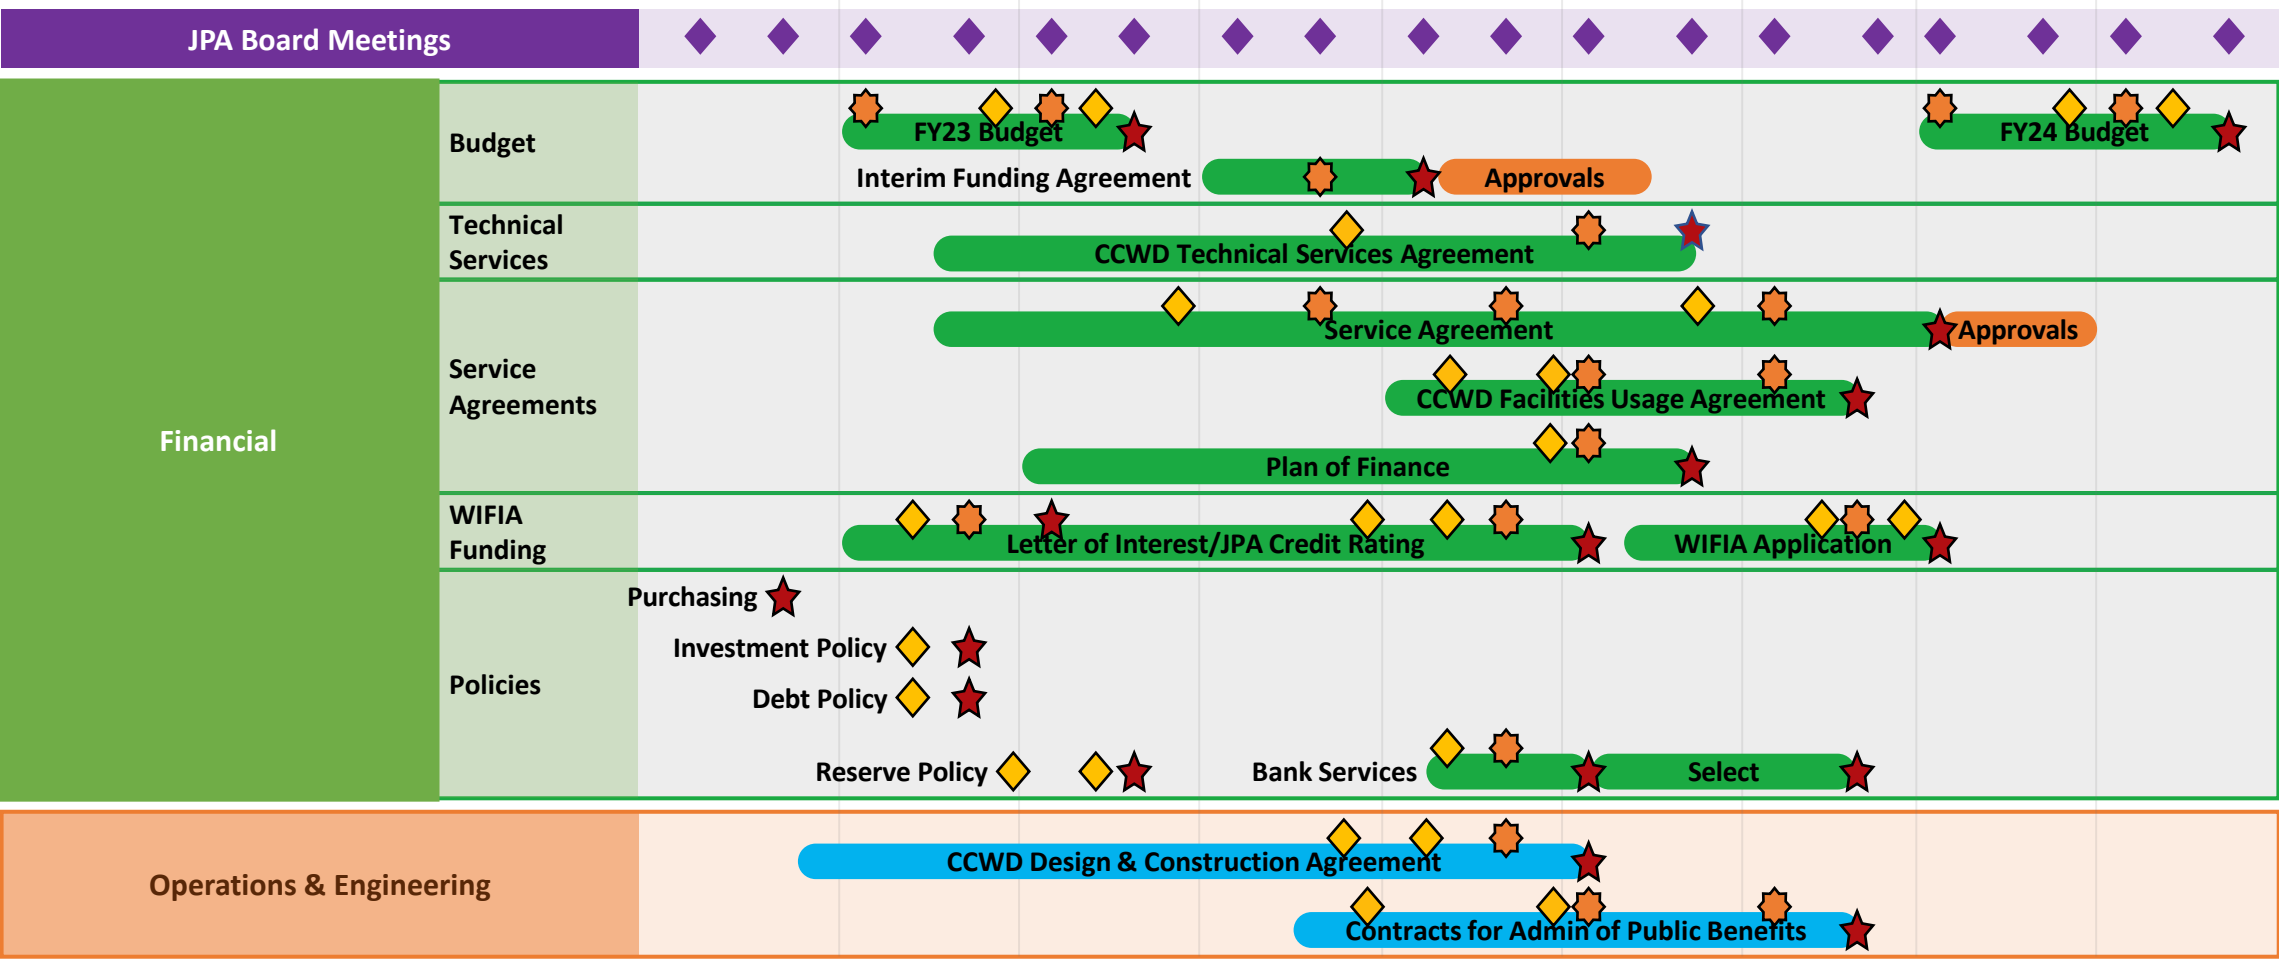 JPA Board Meetings
Financial
Budget
FY23 Budget
FY24 Budget
Interim Funding Agreement
Approvals
Technical
Services
CCWD Technical Services Agreement
Service
Agreements
Service Agreement
Approvals
CCWD Facilities Usage Agreement
Plan of Finance
WIFIA
Funding
Letter of Interest/JPA Credit Rating
WIFIA Application
Policies
Purchasing
Investment Policy
Debt Policy
Reserve Policy
Bank Services
Select
Operations & Engineering
CCWD Design & Construction Agreement
Contracts for Admin of Public Benefits